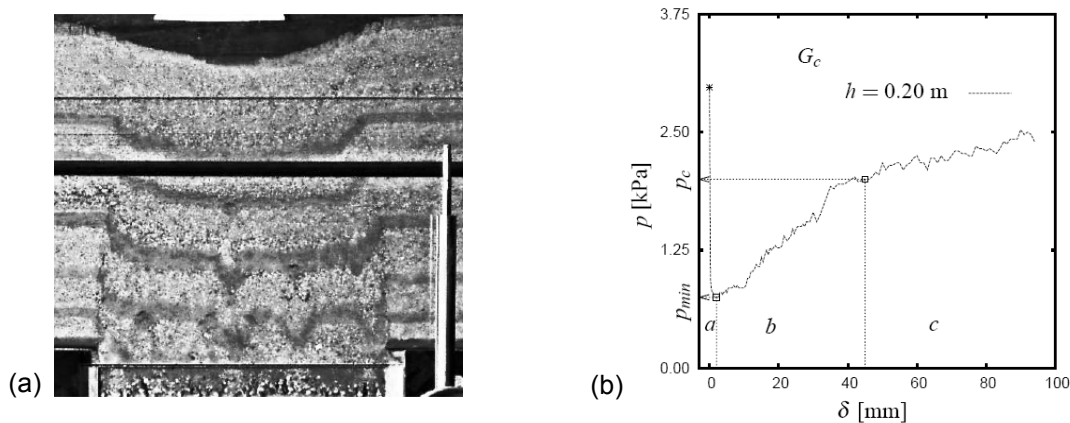 (a)
(b)
3.75
2.50
1.25
0.00
p [kPa]
p_c
p_min
G_c
h = 0.20 m
a
b
c
0
20
40
60
80
100
δ [mm]